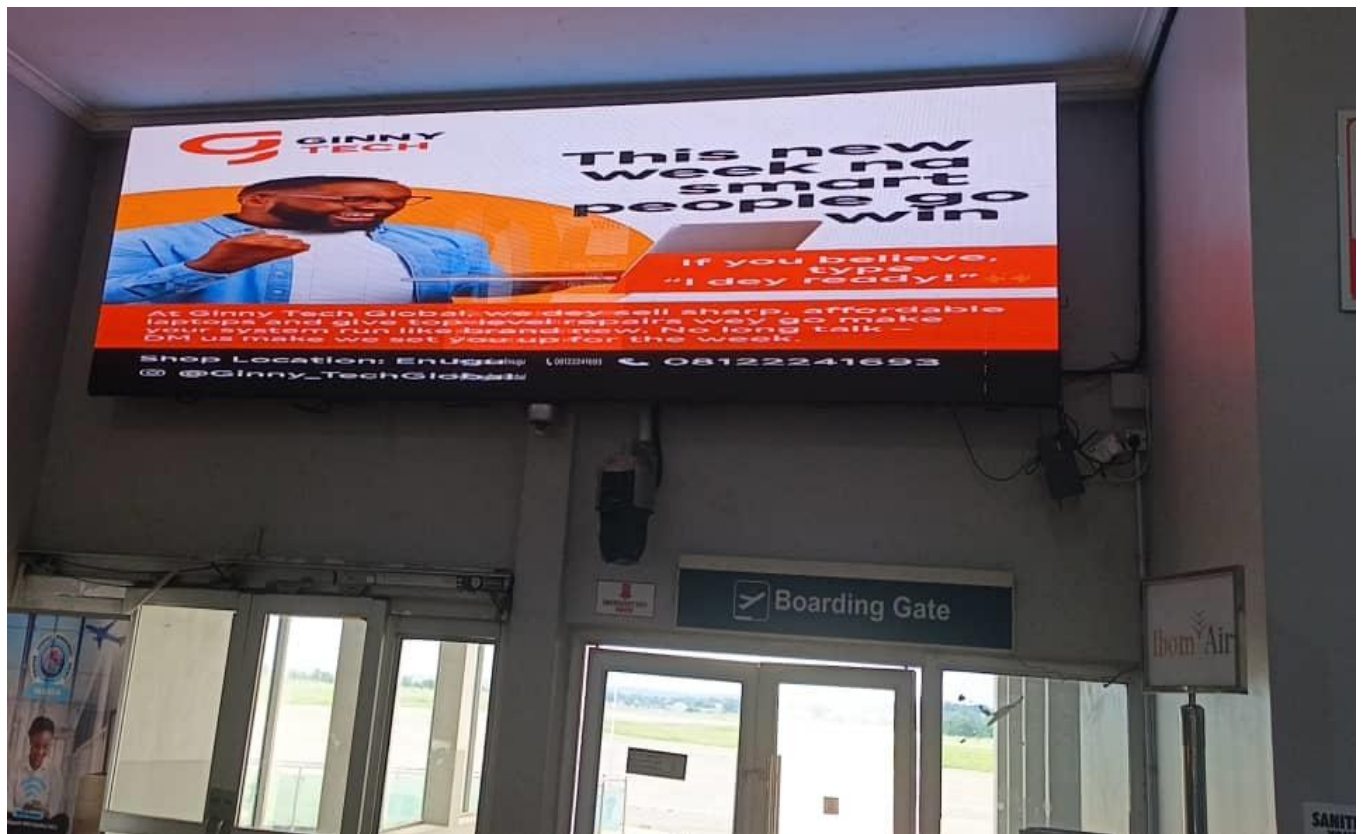 GINNY
TECH
This new
week na
smart
people go
win
If you believe,
type
"I dey ready!"
At Ginny Tech Global, we dey sell sharp, affordable
laptops and give top-level repairs way go make
your system run like brand new. No long talk –
DM us make we set you up for the week.
Shop Location: Enugu
08122241693
08122241693
@Ginny_TechGlobal
Boarding Gate
Ibom Air
SANITI